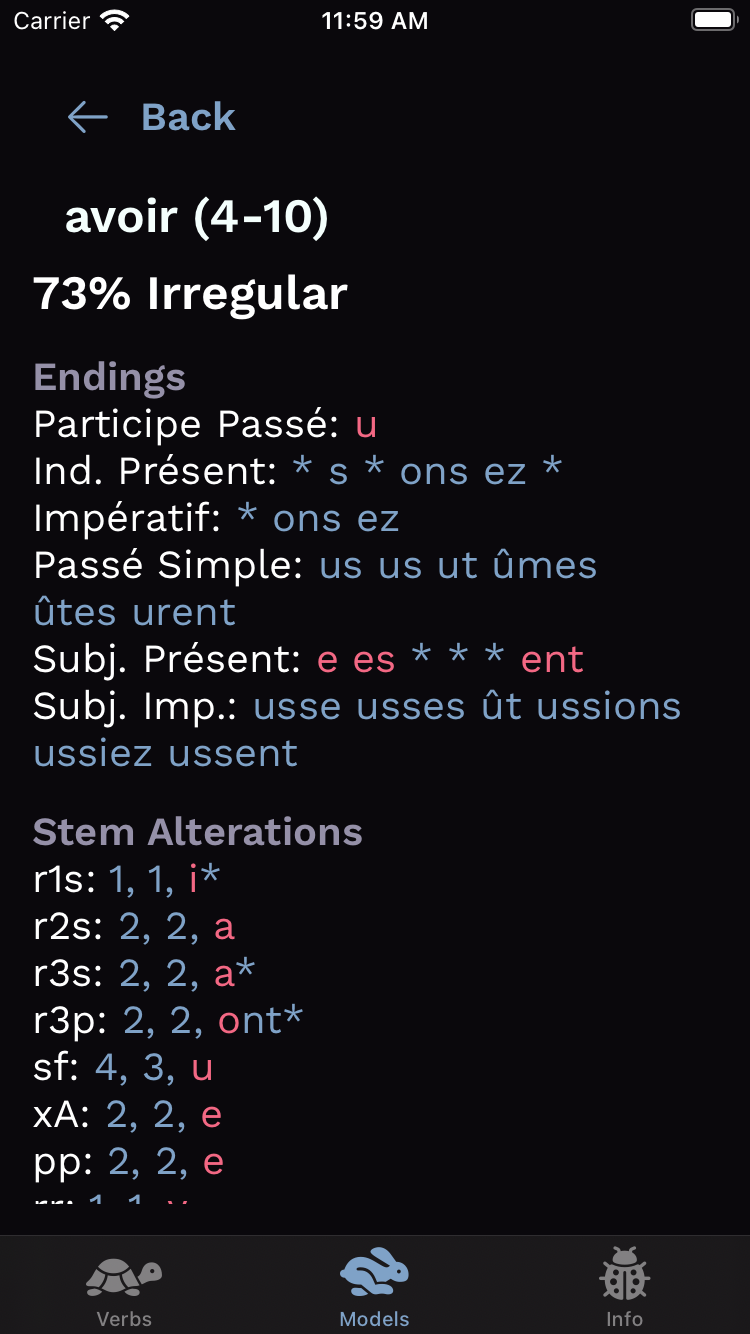 Carrier 11:59 AM
← Back
avoir (4-10)
73% Irregular
Endings
Participe Passé: u
Ind. Présent: * s * ons ez *
Impératif: * ons ez
Passé Simple: us us ut ûmes
ûtes urent
Subj. Présent: e es * * * ent
Subj. Imp.: usse usses ût ussions
ussiez ussent
Stem Alterations
r1s: 1, 1, i*
r2s: 2, 2, a
r3s: 2, 2, a*
r3p: 2, 2, ont*
sf: 4, 3, u
xA: 2, 2, e
pp: 2, 2, e
Verbs Models Info